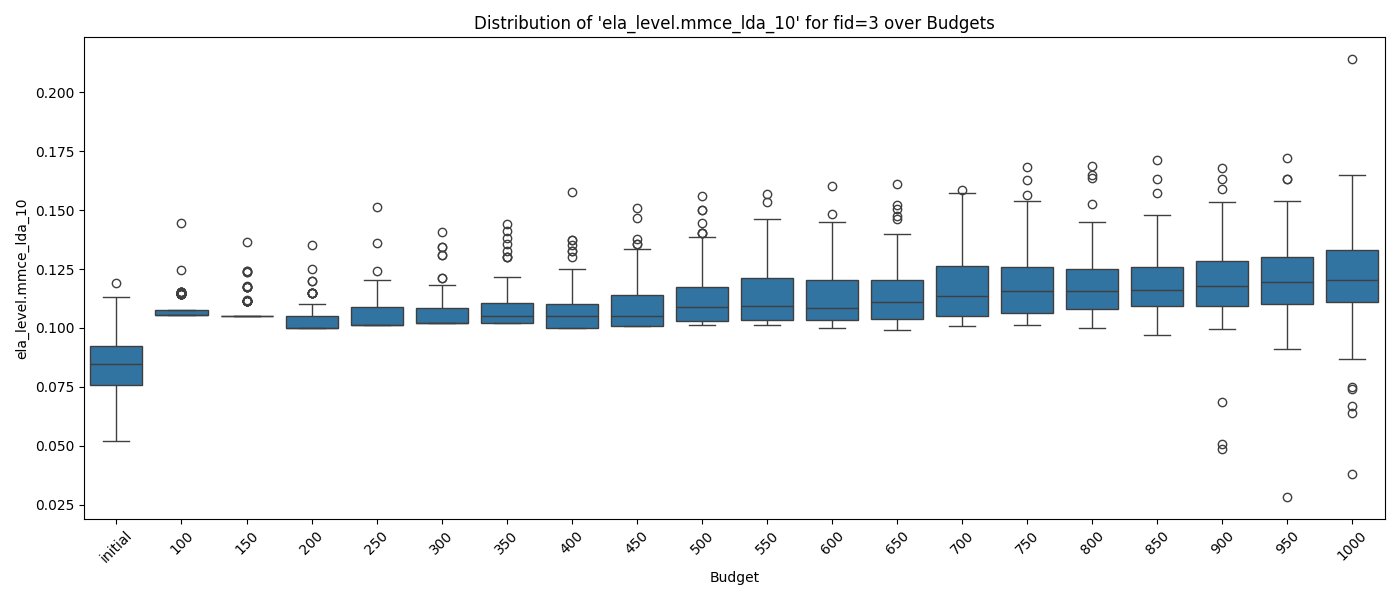 Distribution of 'ela_level.mmce_lda_10' for fid=3 over Budgets
ela_level.mmce_lda_10
0.200
0.175
0.150
0.125
0.100
0.075
0.050
0.025
initial 100 150 200 250 300 350 400 450 500 550 600 650 700 750 800 850 900 950 1000
Budget